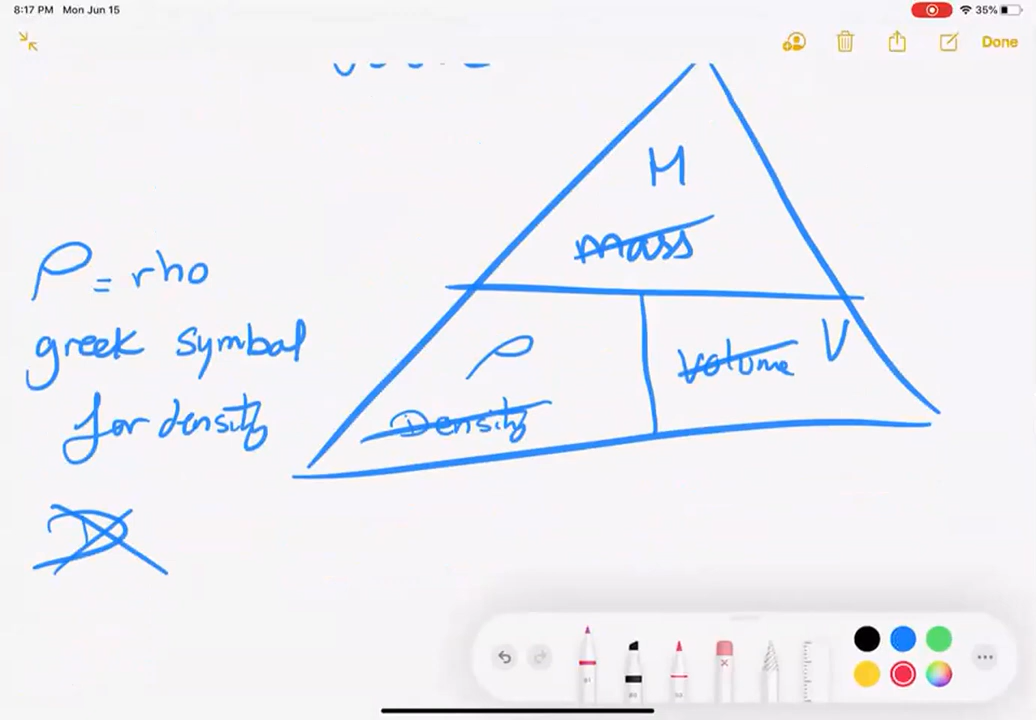 8:17 PM Mon Jun 15
35%
Done
M
mass
ρ = rho
greek symbol
for density
ρ
Density
Volume V
D